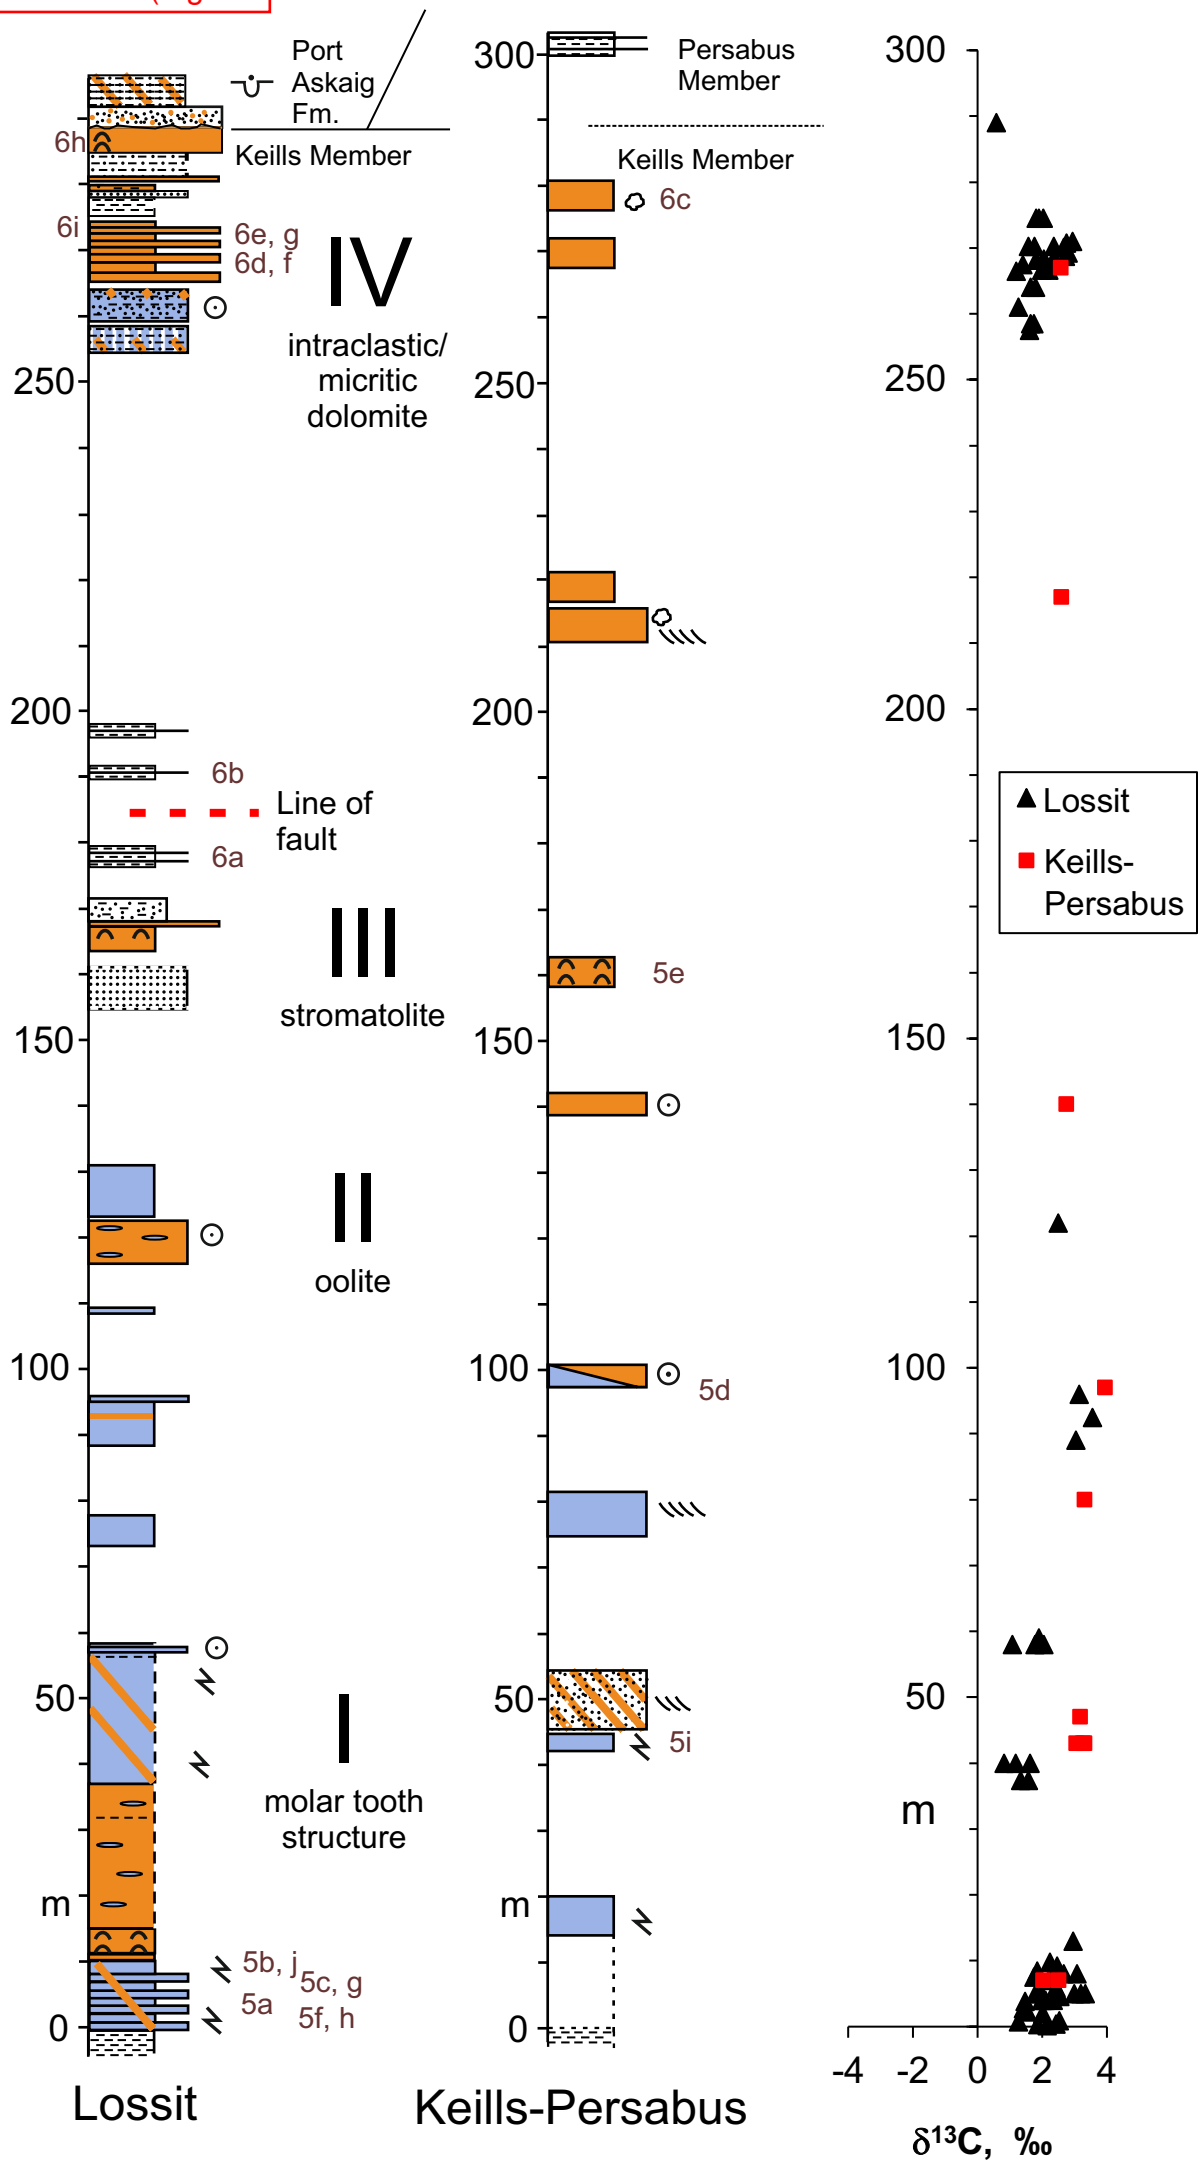 Port
Askaig
Fm.
Keills Member
6h
6i
6e, g
6d, f
IV
intraclastic/
micritic
dolomite
250
200
6b
Line of
fault
6a
III
stromatolite
150
II
oolite
100
50
I
molar tooth
structure
m
5b, j
5c, g
5a
5f, h
0
Lossit
300
Persabus
Member
Keills Member
6c
250
200
5e
150
100
5d
50
5i
m
0
Keills-Persabus
300
250
200
Lossit
Keills-
Persabus
150
100
50
m
-4 -2 0 2 4
δ¹³C, ‰